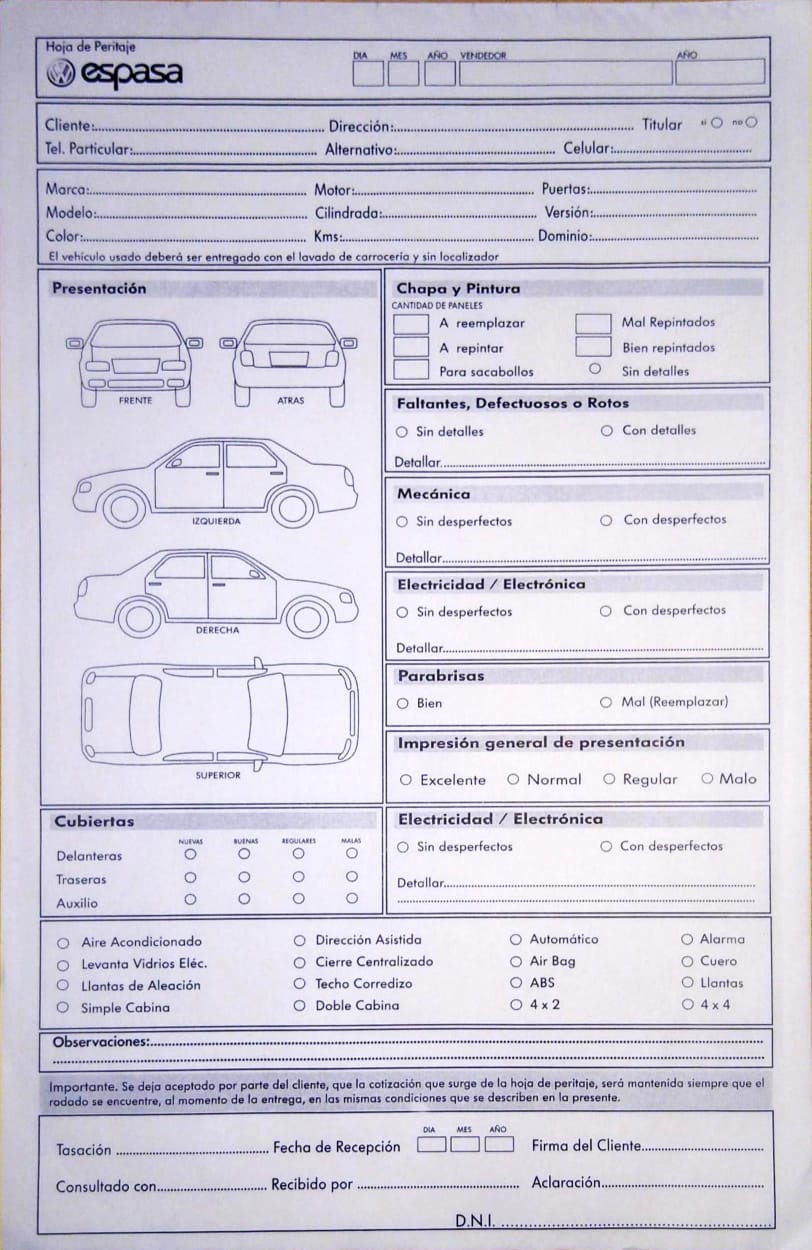 Hoja de Peritaje
espasa
DIA MES AÑO VENDEDOR AÑO
Cliente: Dirección: Titular si no
Tel. Particular: Alternativo: Celular:
Marca: Motor: Puertas:
Modelo: Cilindrada: Versión:
Color: Kms: Dominio:
El vehículo usado deberá ser entregado con el lavado de carrocería y sin localizador
Presentación
FRENTE ATRAS
IZQUIERDA
DERECHA
SUPERIOR
Chapa y Pintura
CANTIDAD DE PANELES
A reemplazar Mal Repintados
A repintar Bien repintados
Para sacabollos Sin detalles
Faltantes, Defectuosos o Rotos
Sin detalles Con detalles
Detallar
Mecánica
Sin desperfectos Con desperfectos
Detallar
Electricidad / Electrónica
Sin desperfectos Con desperfectos
Detallar
Parabrisas
Bien Mal (Reemplazar)
Impresión general de presentación
Excelente Normal Regular Malo
Cubiertas
NUEVAS BUENAS REGULARES MALAS
Delanteras
Traseras
Auxilio
Electricidad / Electrónica
Sin desperfectos Con desperfectos
Detallar
Aire Acondicionado Dirección Asistida Automático Alarma
Levanta Vidrios Eléc. Cierre Centralizado Air Bag Cuero
Llantas de Aleación Techo Corredizo ABS Llantas
Simple Cabina Doble Cabina 4 x 2 4 x 4
Observaciones:
Importante. Se deja aceptado por parte del cliente, que la cotización que surge de la hoja de peritaje, será mantenida siempre que el
rodado se encuentre, al momento de la entrega, en las mismas condiciones que se describen en la presente.
DIA MES AÑO
Tasación Fecha de Recepción Firma del Cliente
Consultado con Recibido por Aclaración
D.N.I.